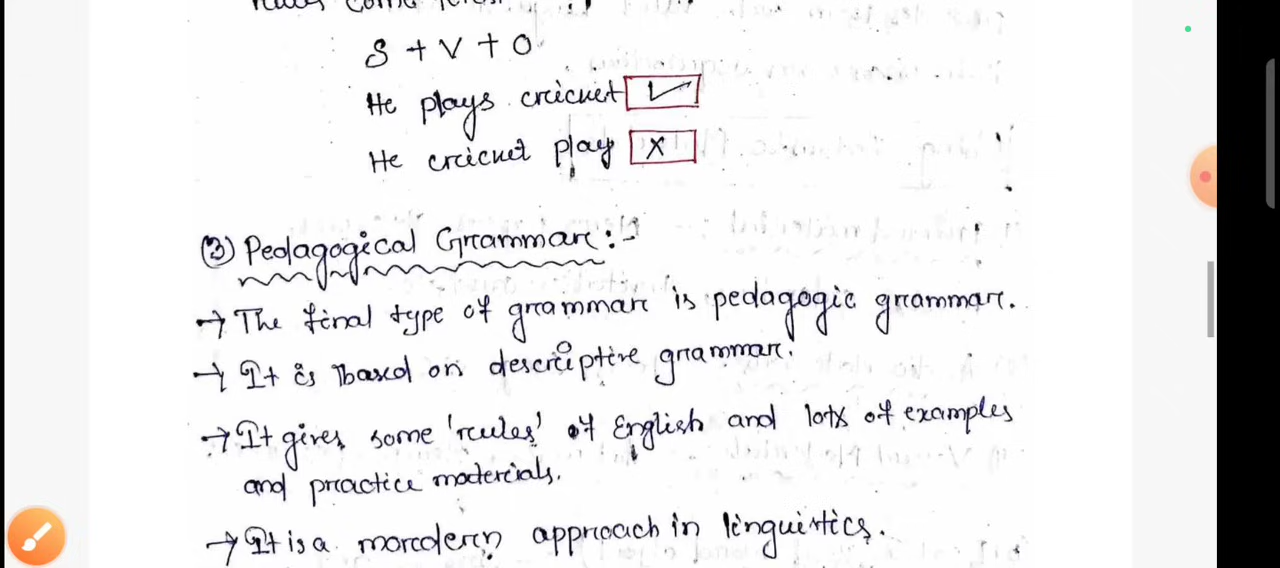 S + V + O
He plays cricket ✓
He cricket play X
(3) Pedagogical Grammar :-
→ The final type of grammar is pedagogic grammar.
→ It is based on descriptive grammar.
→ It gives some 'rules' of English and lots of examples
and practice materials.
→ It is a mordern approach in linguistics.